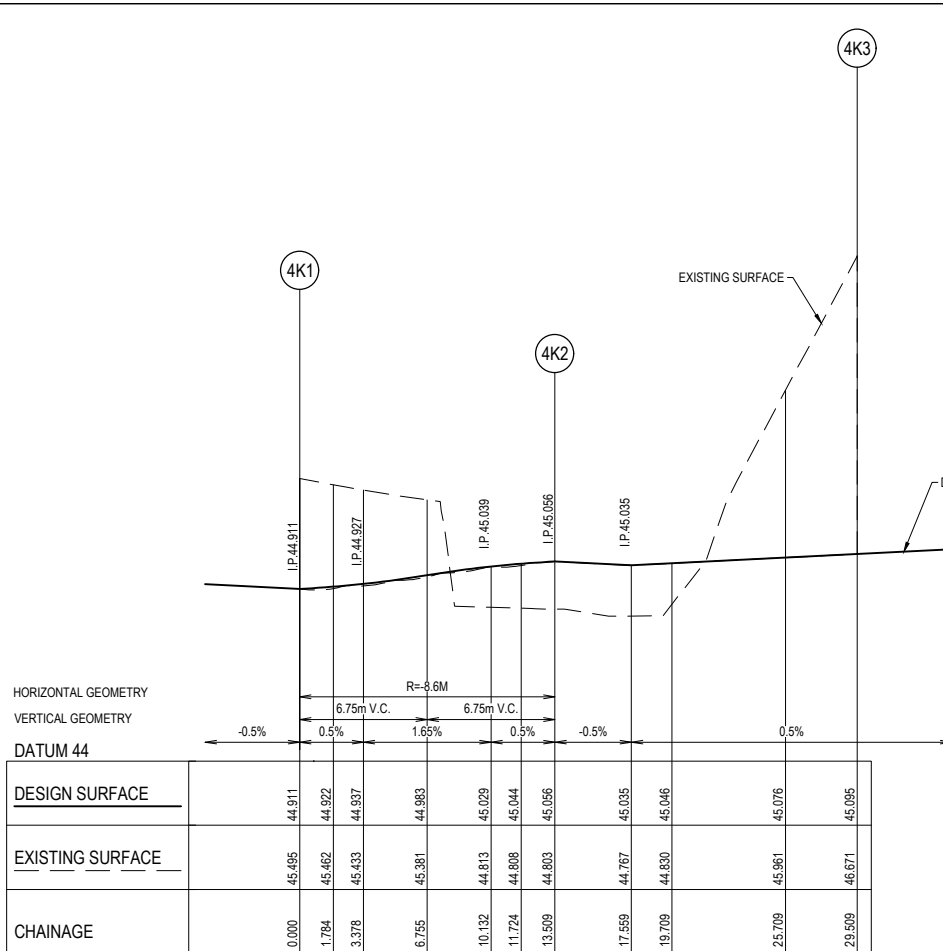 4K3
4K1
EXISTING SURFACE
4K2
I.P.44.911
I.P.44.927
I.P.45.039
I.P.45.056
I.P.45.035
D
HORIZONTAL GEOMETRY
R=-8.6M
VERTICAL GEOMETRY
6.75m V.C.
6.75m V.C.
-0.5%
0.5%
1.65%
0.5%
-0.5%
0.5%
DATUM 44
DESIGN SURFACE
44.911
44.922
44.937
44.983
45.029
45.044
45.056
45.035
45.046
45.076
45.095
EXISTING SURFACE
45.495
45.462
45.433
45.381
44.813
44.808
44.803
44.767
44.830
45.961
46.671
CHAINAGE
0.000
1.784
3.378
6.755
10.132
11.724
13.509
17.559
19.709
25.709
29.509